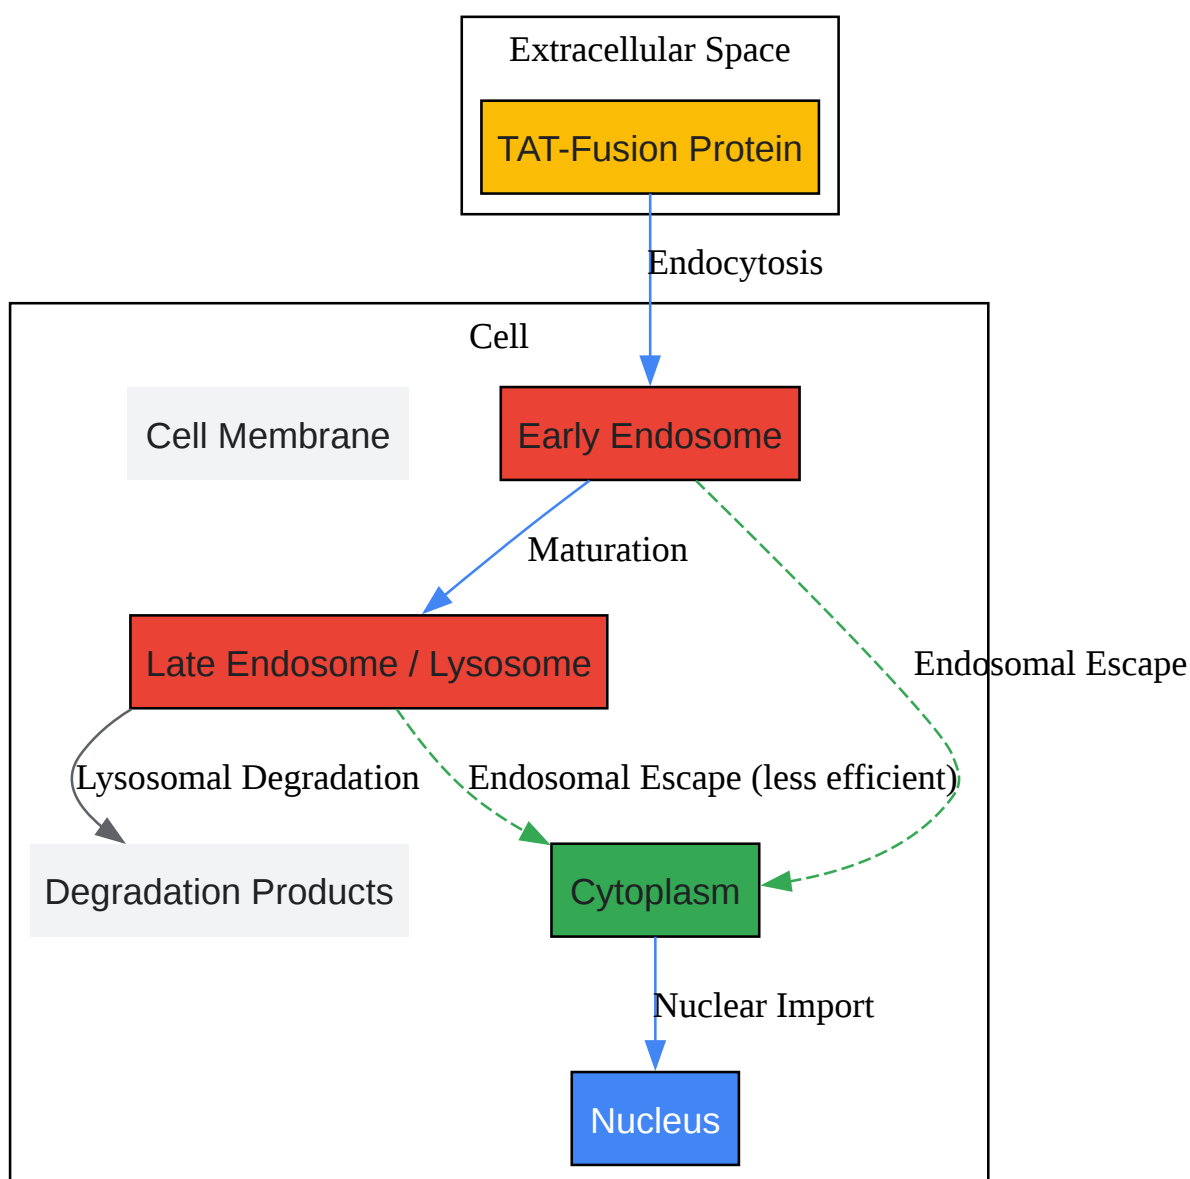 Extracellular Space
TAT-Fusion Protein
Endocytosis
Cell
Cell Membrane
Early Endosome
Maturation
Late Endosome / Lysosome
Endosomal Escape
Lysosomal Degradation
Endosomal Escape (less efficient)
Degradation Products
Cytoplasm
Nuclear Import
Nucleus